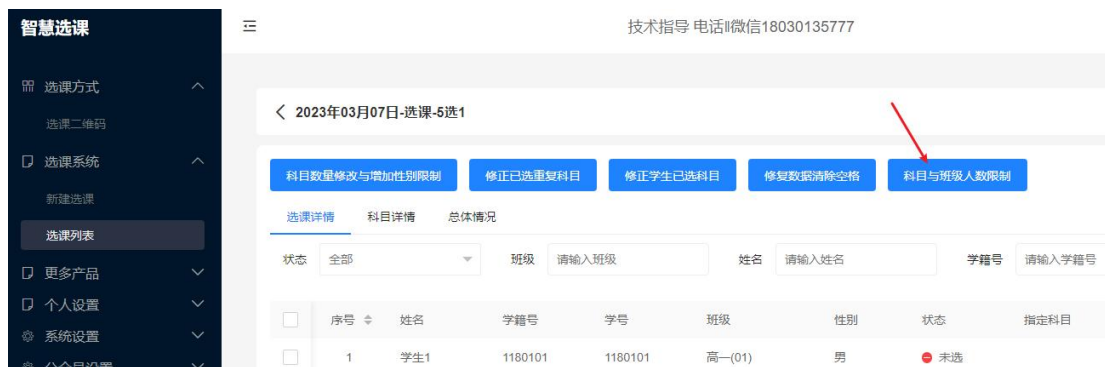 智慧选课
技术指导 电话‖微信18030135777
选课方式
选课二维码
选课系统
新建选课
选课列表
更多产品
个人设置
系统设置
2023年03月07日-选课-5选1
科目数量修改与增加性别限制 修正已选重复科目 修正学生已选科目 修复数据清除空格 科目与班级人数限制
选课详情 科目详情 总体情况
状态 全部 班级 请输入班级 姓名 请输入姓名 学籍号 请输入学籍号
序号 姓名 学籍号 学号 班级 性别 状态 指定科目
1 学生1 1180101 1180101 高一(01) 男 未选